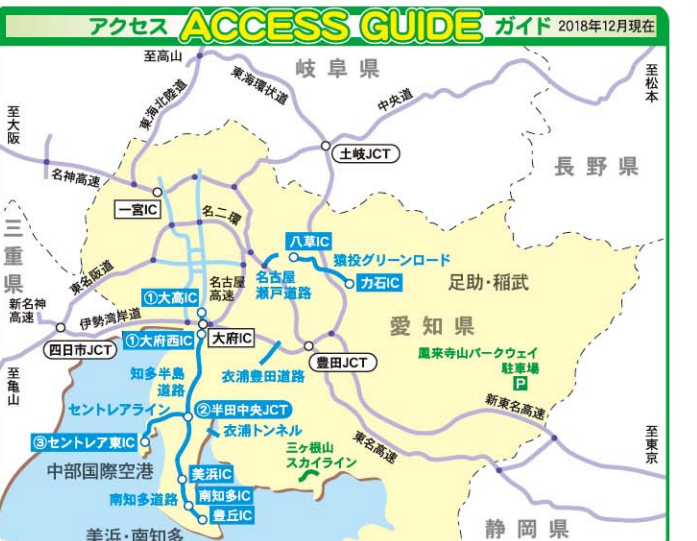 アクセス ACCESS GUIDE ガイド 2018年12月現在
至高山
岐阜県
東海環状道
中央道
至松本
東海北陸道
至大阪
土岐JCT
長野県
名神高速
一宮IC
名二環
三重県
八草IC
猿投グリーンロード
東名阪道
名古屋
瀬戸道路
力石IC
足助・稲武
名古屋
高速
①大高IC
新名神
高速
伊勢湾岸道
愛知県
①大府西IC
大府IC
四日市JCT
豊田JCT
鳳来寺山パークウェイ
駐車場
P
至亀山
知多半島
道路
衣浦豊田道路
新東名高速
セントレアライン
②半田中央JCT
衣浦トンネル
東名高速
至東京
③セントレア東IC
三ヶ根山
スカイライン
中部国際空港
美浜IC
南知多道路
南知多IC
豊丘IC
美浜・南知多
静岡県